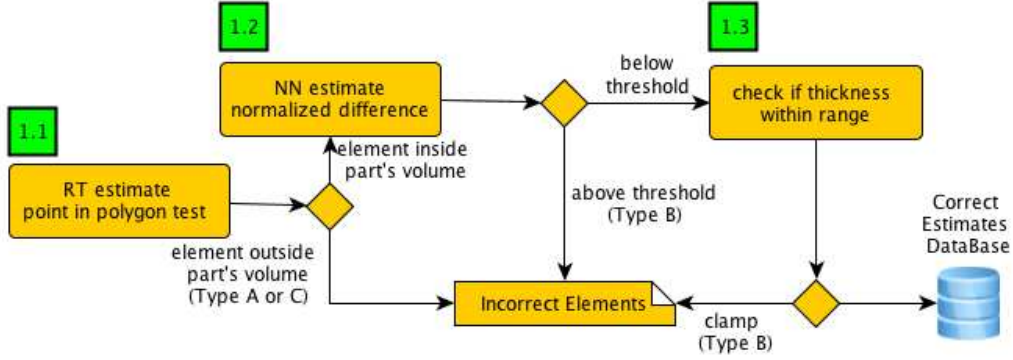 1.1
RT estimate
point in polygon test
element outside
part's volume
(Type A or C)
1.2
NN estimate
normalized difference
element inside
part's volume
below
threshold
above threshold
(Type B)
1.3
check if thickness
within range
Incorrect Elements
clamp
(Type B)
Correct
Estimates
DataBase